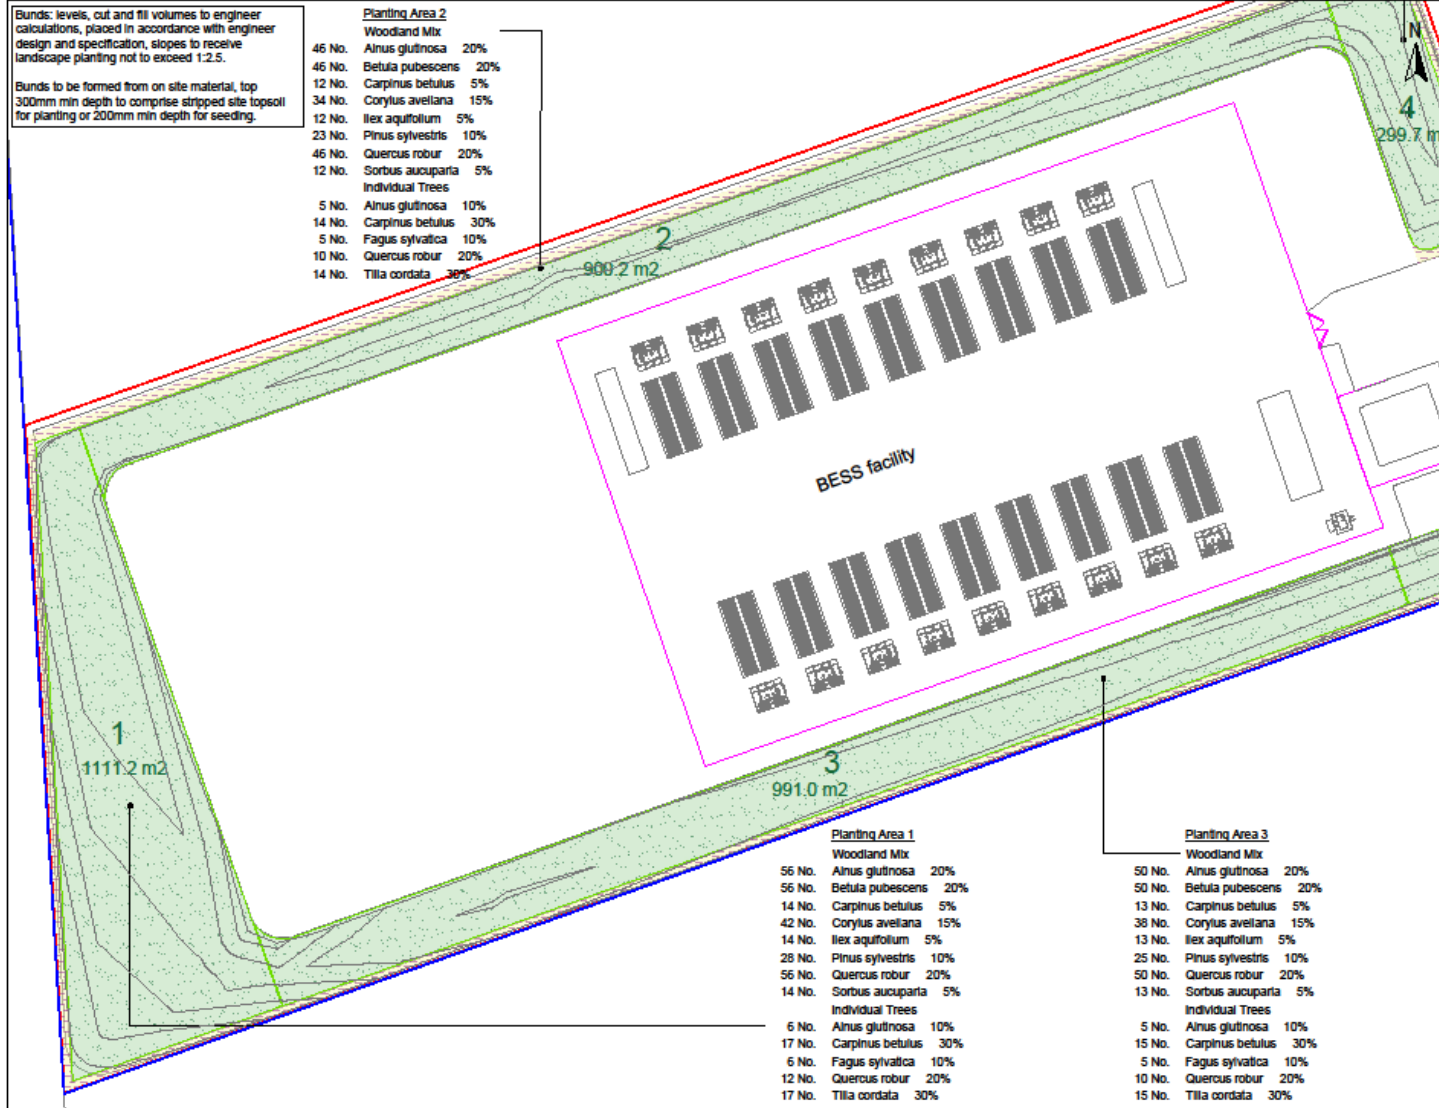 Bunds: levels, cut and fill volumes to engineer
calculations, placed in accordance with engineer
design and specification, slopes to receive
landscape planting not to exceed 1:2.5.
Bunds to be formed from on site material, top
300mm min depth to comprise stripped site topsoil
for planting or 200mm min depth for seeding.
Planting Area 2
Woodland Mix
46 No. Alnus glutinosa 20%
46 No. Betula pubescens 20%
12 No. Carpinus betulus 5%
34 No. Corylus avellana 15%
12 No. Ilex aquifolium 5%
23 No. Pinus sylvestris 10%
46 No. Quercus robur 20%
12 No. Sorbus aucuparia 5%
Individual Trees
5 No. Alnus glutinosa 10%
14 No. Carpinus betulus 30%
5 No. Fagus sylvatica 10%
10 No. Quercus robur 20%
14 No. Tilia cordata 30%
N
4
299.7 m
2
900.2 m2
BESS facility
1
1111.2 m2
3
991.0 m2
Planting Area 1
Woodland Mix
56 No. Alnus glutinosa 20%
56 No. Betula pubescens 20%
14 No. Carpinus betulus 5%
42 No. Corylus avellana 15%
14 No. Ilex aquifolium 5%
28 No. Pinus sylvestris 10%
56 No. Quercus robur 20%
14 No. Sorbus aucuparia 5%
Individual Trees
6 No. Alnus glutinosa 10%
17 No. Carpinus betulus 30%
6 No. Fagus sylvatica 10%
12 No. Quercus robur 20%
17 No. Tilia cordata 30%
Planting Area 3
Woodland Mix
50 No. Alnus glutinosa 20%
50 No. Betula pubescens 20%
13 No. Carpinus betulus 5%
38 No. Corylus avellana 15%
13 No. Ilex aquifolium 5%
25 No. Pinus sylvestris 10%
50 No. Quercus robur 20%
13 No. Sorbus aucuparia 5%
Individual Trees
5 No. Alnus glutinosa 10%
15 No. Carpinus betulus 30%
5 No. Fagus sylvatica 10%
10 No. Quercus robur 20%
15 No. Tilia cordata 30%